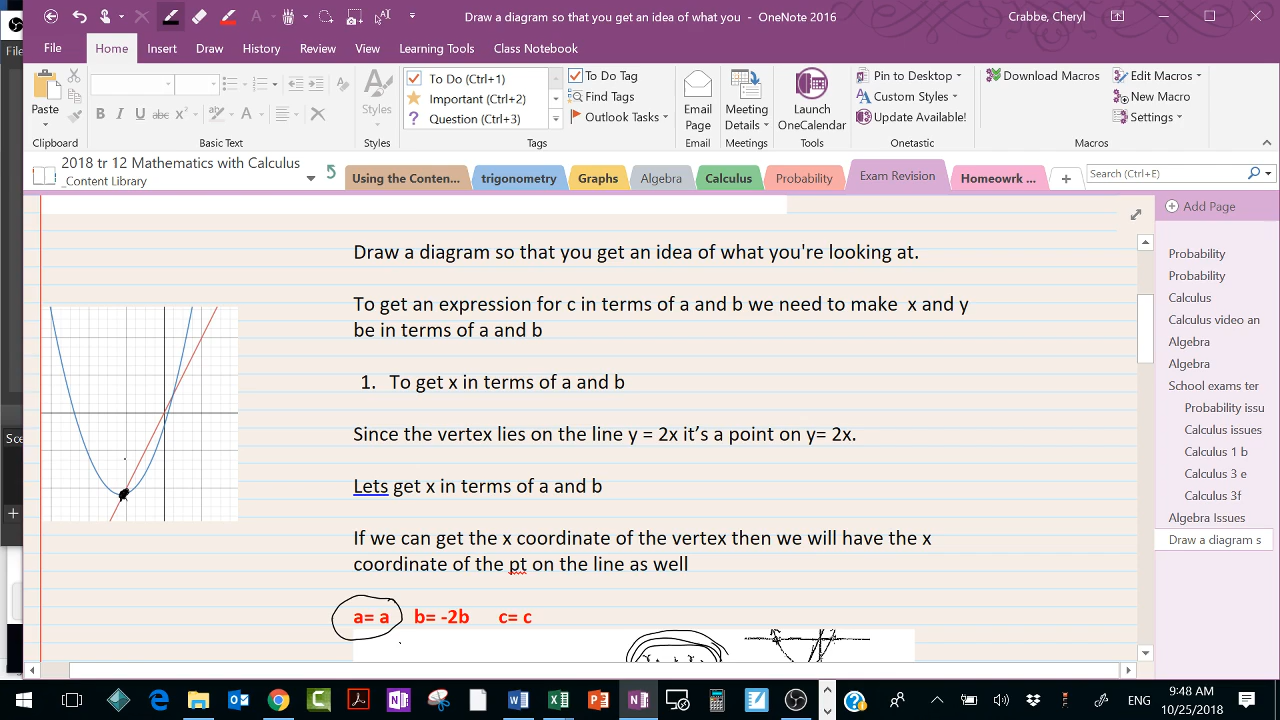 Draw a diagram so that you get an idea of what you - OneNote 2016
Crabbe, Cheryl
File
File Home Insert Draw History Review View Learning Tools Class Notebook
Paste
Clipboard
B I U abc x² A
Basic Text
Styles
Styles
To Do (Ctrl+1)
Important (Ctrl+2)
? Question (Ctrl+3)
To Do Tag
Find Tags
Outlook Tasks
Tags
Email
Page
Email
Meeting
Details
Meetings
Launch
OneCalendar
Tools
Pin to Desktop
Custom Styles
Update Available!
Onetastic
Download Macros
Edit Macros
New Macro
Settings
Macros
2018 tr 12 Mathematics with Calculus
_Content Library
Using the Conten... trigonometry Graphs Algebra Calculus Probability Exam Revision Homeowrk ... +
Search (Ctrl+E)
Add Page
Probability
Probability
Calculus
Calculus video an
Algebra
Algebra
School exams ter
Probability issu
Calculus issues
Calculus 1 b
Calculus 3 e
Calculus 3f
Algebra Issues
Draw a diagram s
Sce
Draw a diagram so that you get an idea of what you're looking at.
To get an expression for c in terms of a and b we need to make x and y
be in terms of a and b
1. To get x in terms of a and b
Since the vertex lies on the line y = 2x it’s a point on y= 2x.
Lets get x in terms of a and b
If we can get the x coordinate of the vertex then we will have the x
coordinate of the pt on the line as well
a= a b= -2b c= c
ENG
9:48 AM
10/25/2018